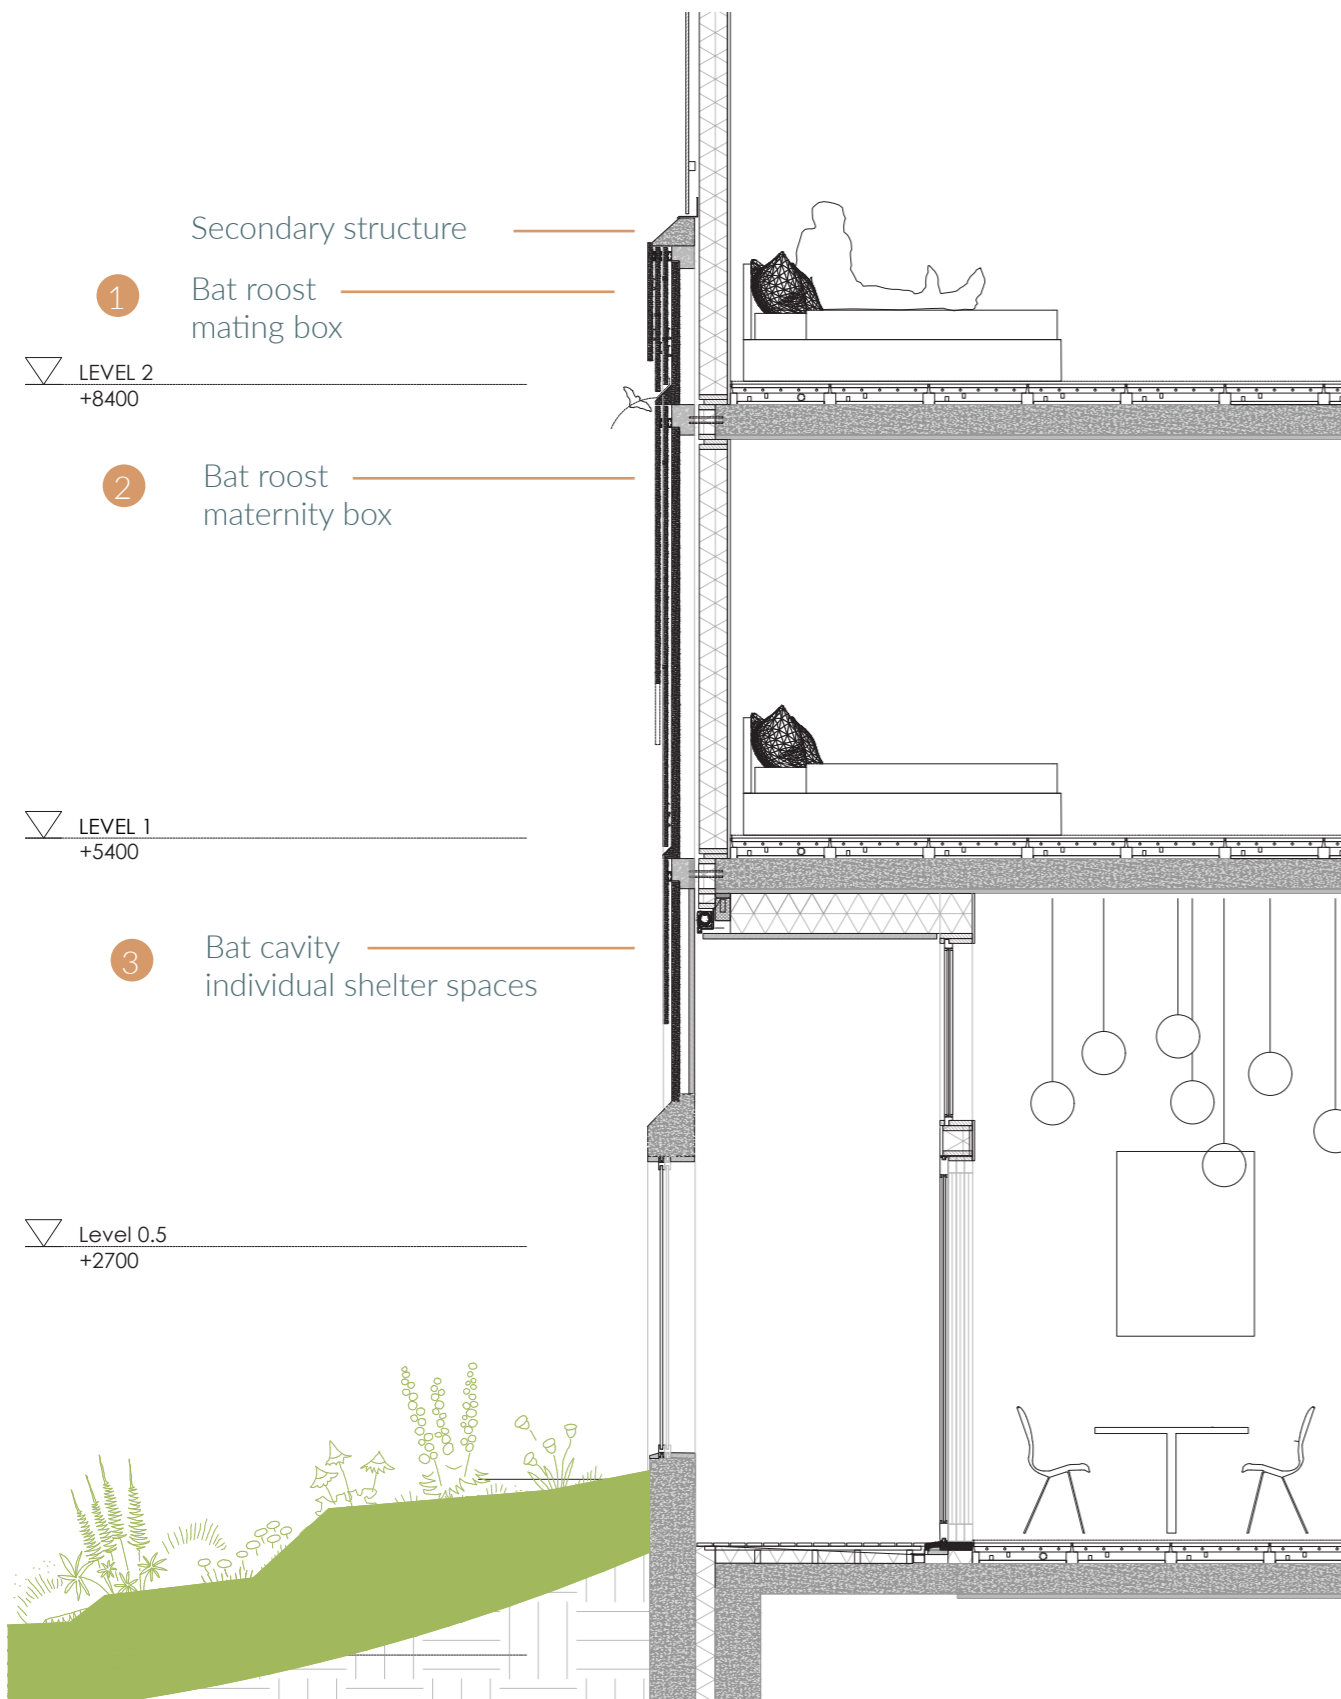 Secondary structure
1
Bat roost
mating box
LEVEL 2
+8400
2
Bat roost
maternity box
LEVEL 1
+5400
3
Bat cavity
individual shelter spaces
Level 0.5
+2700